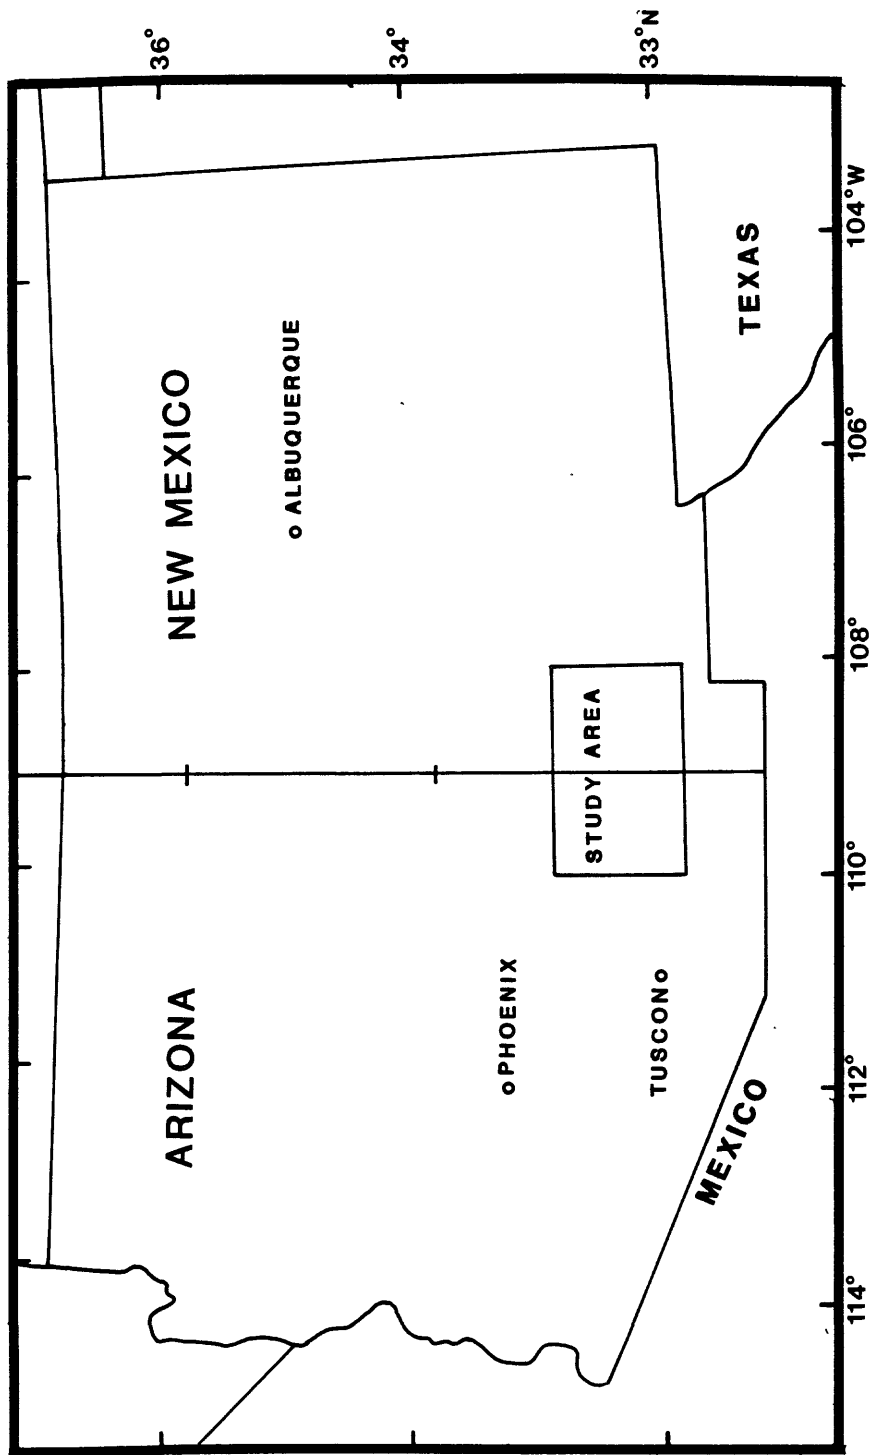 ARIZONA
NEW MEXICO
ALBUQUERQUE
PHOENIX
STUDY AREA
TUSCON
MEXICO
TEXAS
36°
34°
33°N
114°
112°
110°
108°
106°
104°W